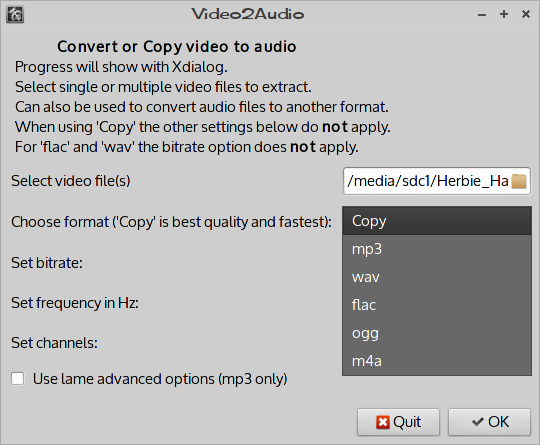 Video2Audio
Convert or Copy video to audio
Progress will show with Xdialog.
Select single or multiple video files to extract.
Can also be used to convert audio files to another format.
When using 'Copy' the other settings below do not apply.
For 'flac' and 'wav' the bitrate option does not apply.
Select video file(s)
/media/sdc1/Herbie_Ha
Choose format ('Copy' is best quality and fastest):
Copy
mp3
wav
flac
ogg
m4a
Set bitrate:
Set frequency in Hz:
Set channels:
Use lame advanced options (mp3 only)
Quit
OK